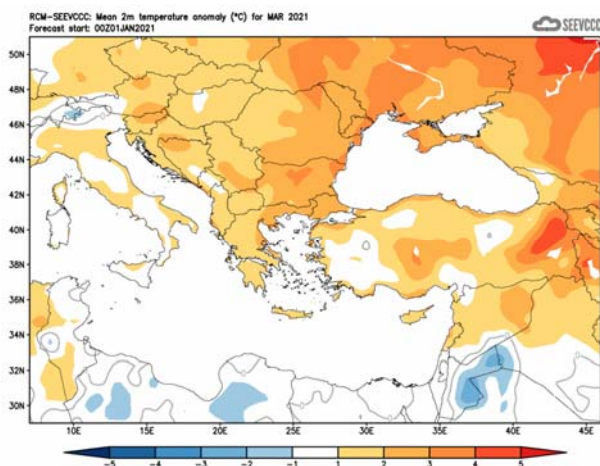 RCM-SEEVCCC: Mean 2m temperature anomaly (°C) for MAR 2021
Forecast start: 00Z01JAN2021
SEEVCCC
50N
48N
46N
44N
42N
40N
38N
36N
34N
32N
30N
10E 15E 20E 25E 30E 35E 40E 45E
-5 -4 -3 -2 -1 1 2 3 4 5